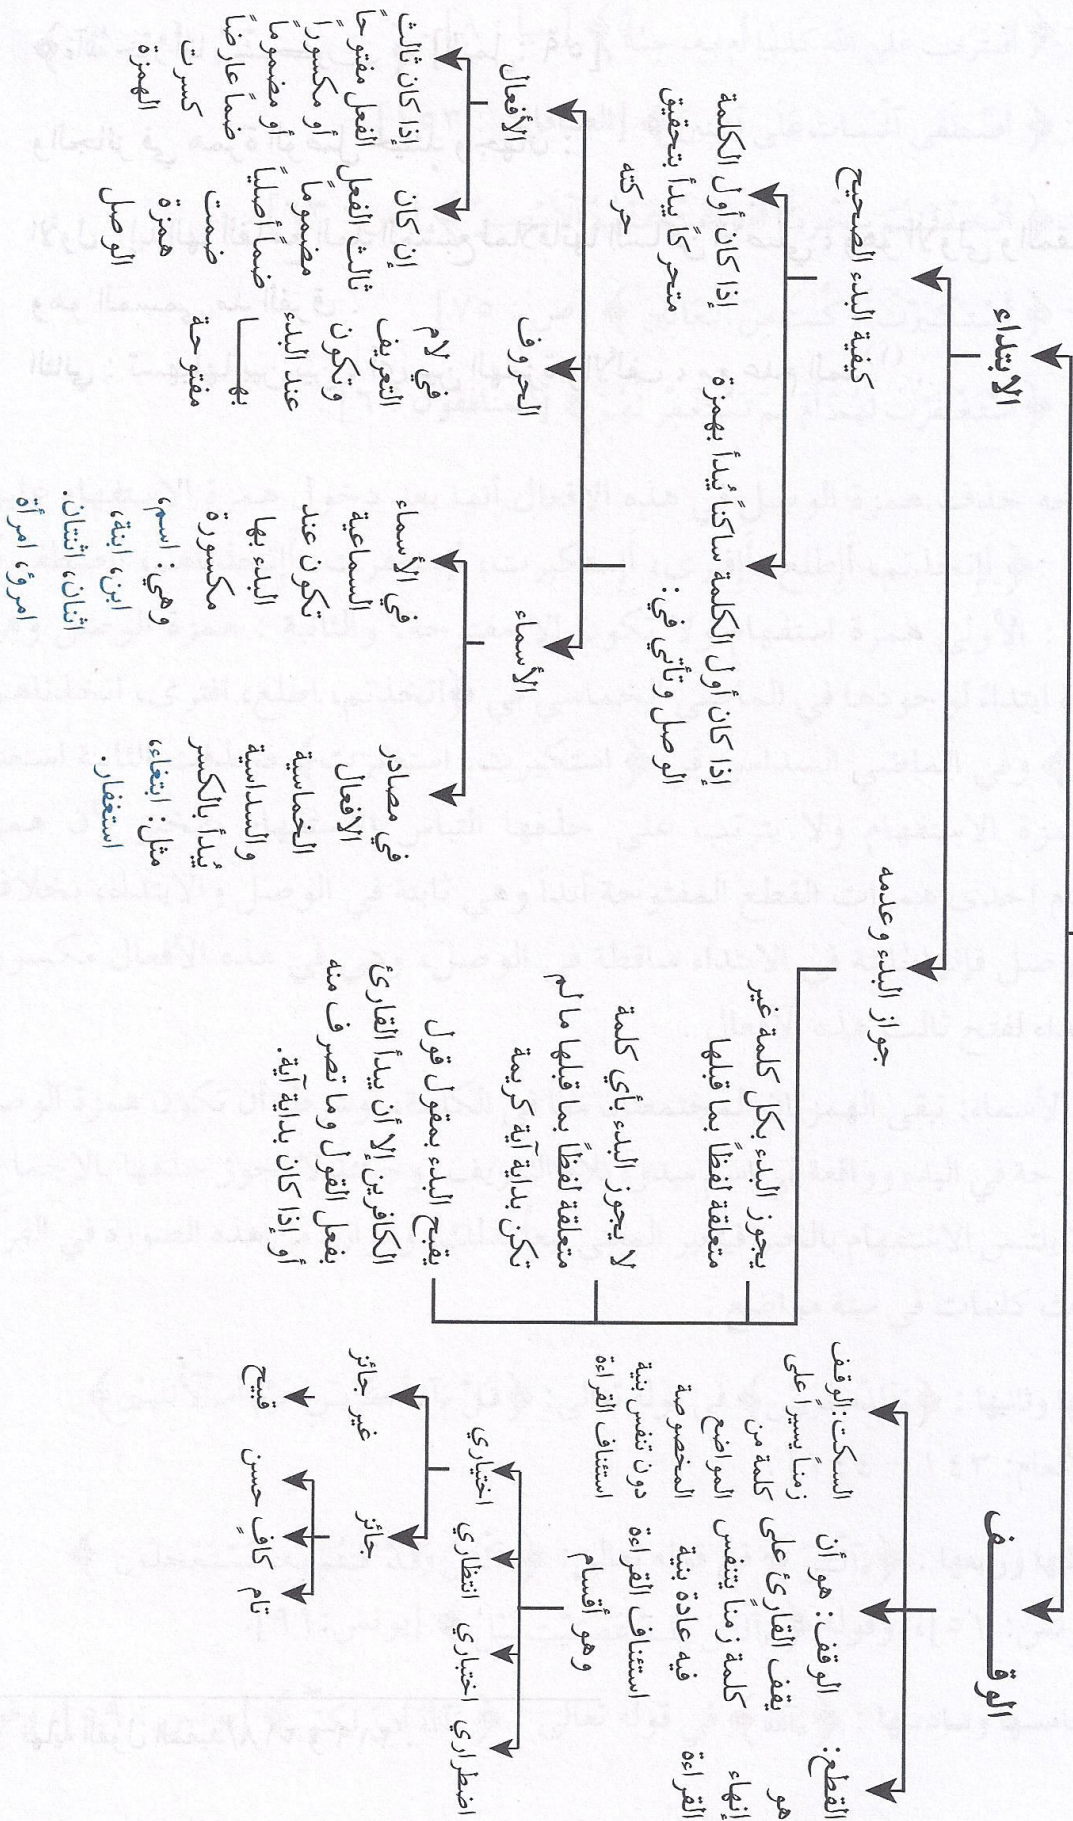 الوقـــف
القطع:
هو
إنهاء
القراءة
الوقف: هو أن
يقف القارئ على
كلمة زمناً يتنفس
فيه عادة بنية
استئناف القراءة
وهو أقسام
السكت: الوقف
زمناً يسيراً على
كلمة من
المواضع
المخصوصة
دون تنفس بنية
استئناف القراءة
اضطراري
اختباري
انتظاري
اختياري
جائز
غير جائز
تام
كافٍ
حسن
قبيح
الابتداء
جواز البدء وعدمه
يجوز البدء بكل كلمة غير
متعلقة لفظاً بما قبلها
لا يجوز البدء بأي كلمة
متعلقة لفظاً بما قبلها ما لم
تكن بداية آية كريمة
يقبح البدء بمقول قول
الكافرين إلا أن يبدأ القارئ
بفعل القول وما تصرف منه
أو إذا كان بداية آية.
كيفية البدء الصحيح
إذا كان أول الكلمة ساكناً يُبدأ بهمزة
الوصل وتأتي في:
إذا كان أول الكلمة
متحركاً يبدأ بتحقيق
حركته
الأسماء
في مصادر
الأفعال
الخماسية
والسداسية
يُبدأ بالكسر
مثل: ابتغاء،
استغفار.
في الأسماء
السماعية
تكون عند
البدء بها
مكسورة
وهي: اسم،
ابن، ابنة،
اثنان، اثنتان.
امرؤ، امرأة
الحروف
في لام
التعريف
وتكون
عند البدء
بهــا
مفتوحة
الأفعال
إن كان
ثالث الفعل
مضموماً
ضماً أصلياً
ضمت
همزة
الوصل
إذا كان ثالث
الفعل مفتوحاً
أو مكسوراً
أو مضموماً
ضماً عارضاً
كسرت
الهمزة